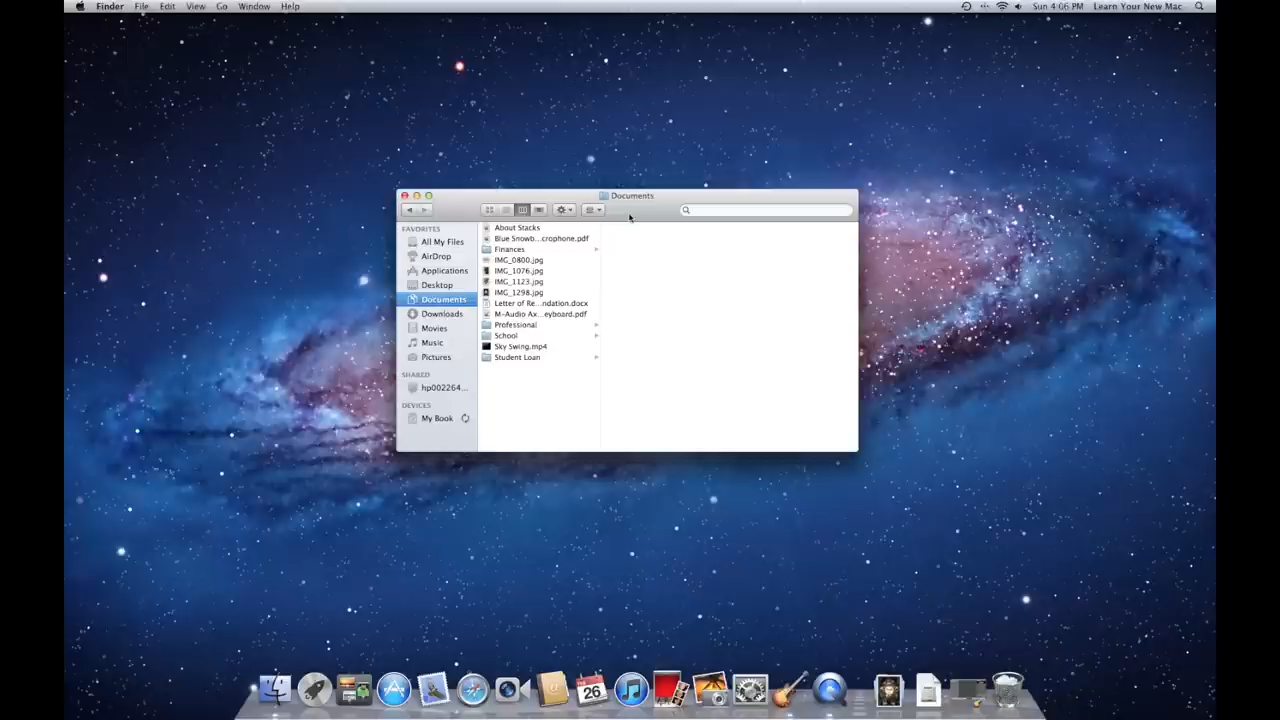 Finder File Edit View Go Window Help Sun 4:06 PM Learn Your New Mac
Documents
FAVORITES
All My Files
AirDrop
Applications
Desktop
Documents
Downloads
Movies
Music
Pictures
SHARED
hp002264...
DEVICES
My Book
About Stacks
Blue Snowb...crophone.pdf
Finances
IMG_0800.jpg
IMG_1076.jpg
IMG_1123.jpg
IMG_1298.jpg
Letter of Re...ndation.docx
M-Audio Ax...eyboard.pdf
Professional
School
Sky Swing.mp4
Student Loan
26